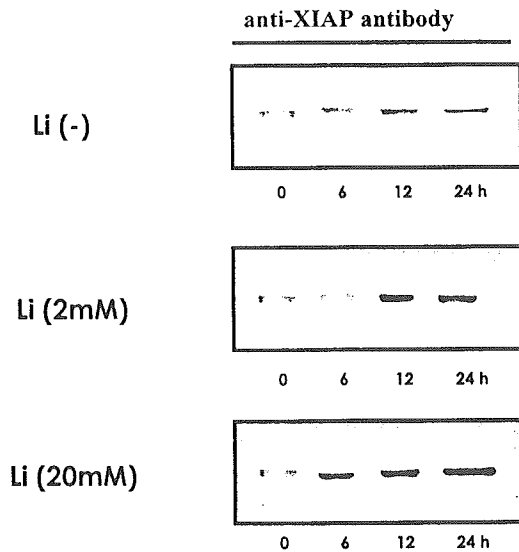 anti-XIAP antibody
Li (-)
0 6 12 24 h
Li (2mM)
0 6 12 24 h
Li (20mM)
0 6 12 24 h